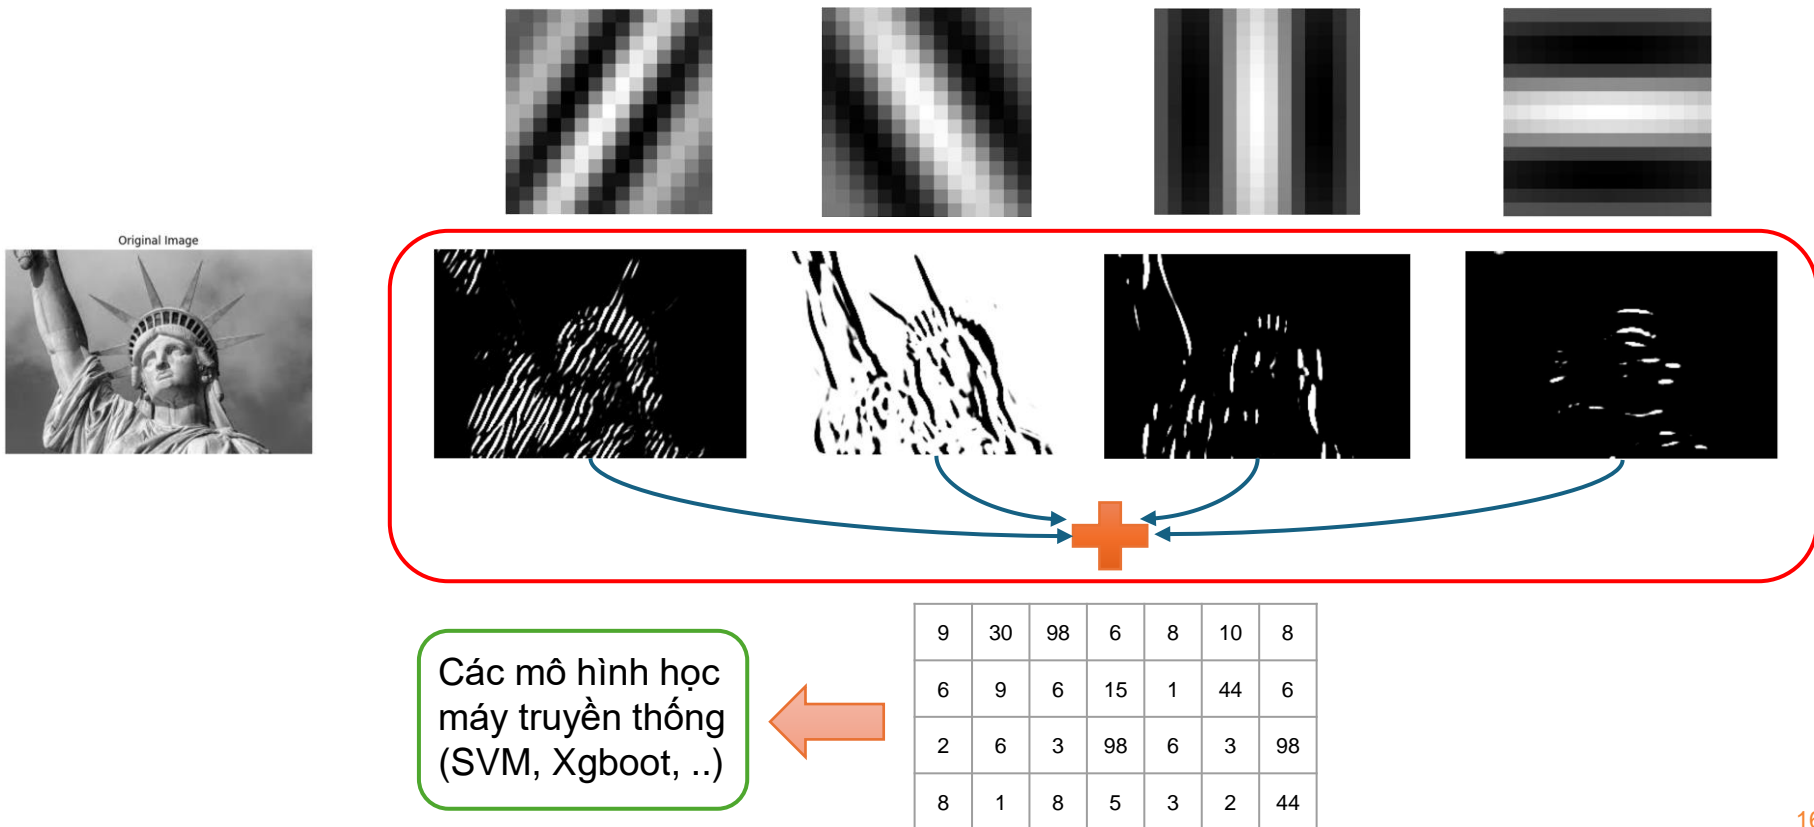 Original Image
9 30 98 6 8 10 8
6 9 6 15 1 44 6
2 6 3 98 6 3 98
8 1 8 5 3 2 44
Các mô hình học
máy truyền thống
(SVM, Xgboot, ..)
16